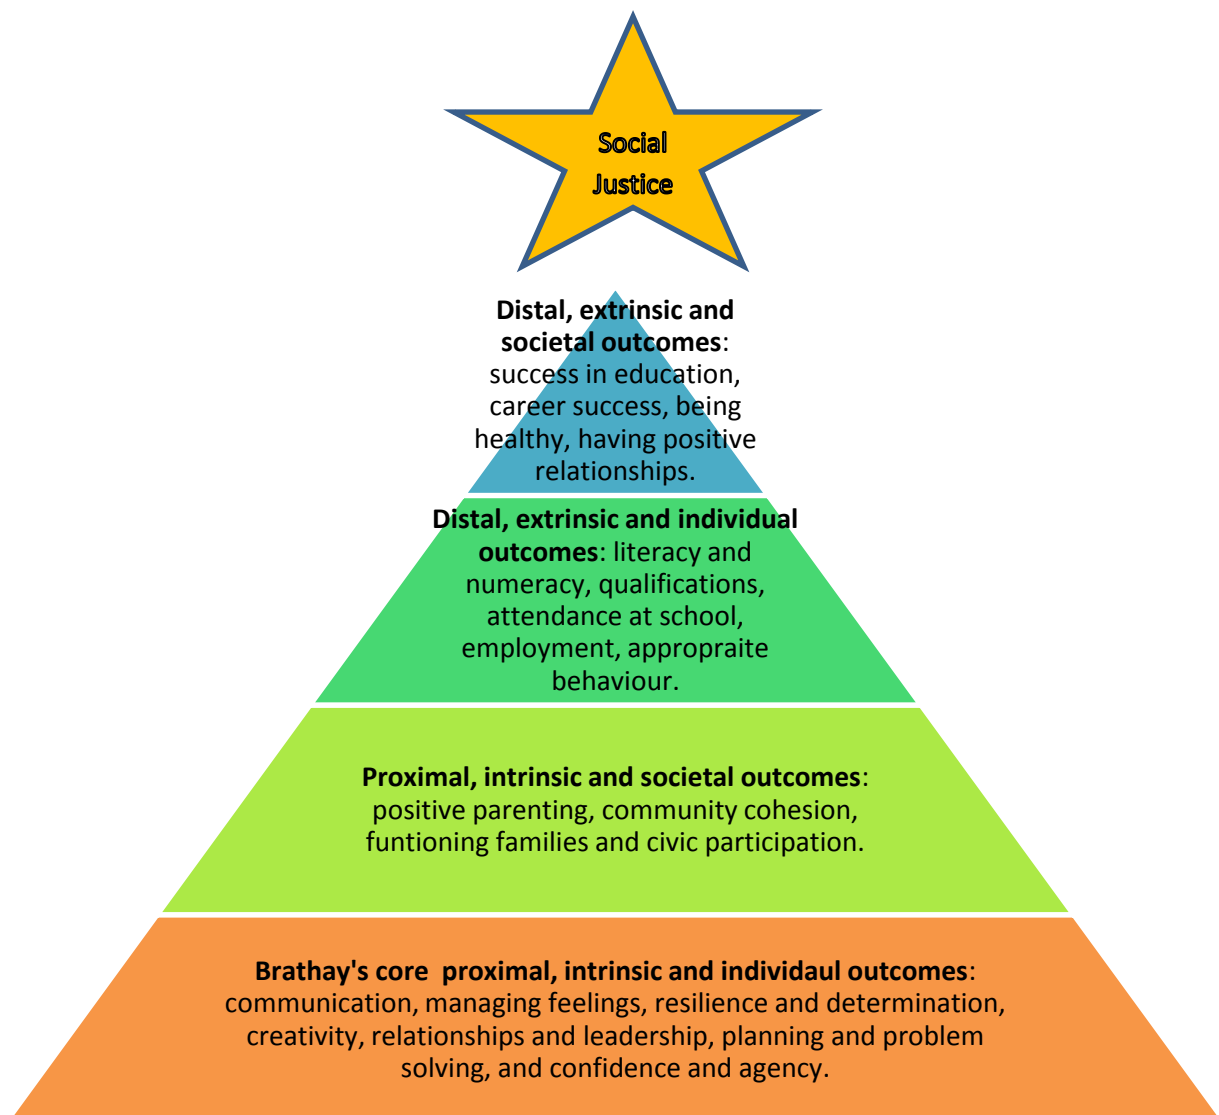 Social
Justice
Distal, extrinsic and
societal outcomes:
success in education,
career success, being
healthy, having positive
relationships.
Distal, extrinsic and individual
outcomes: literacy and
numeracy, qualifications,
attendance at school,
employment, appropraite
behaviour.
Proximal, intrinsic and societal outcomes:
positive parenting, community cohesion,
funtioning families and civic participation.
Brathay's core  proximal, intrinsic and individaul outcomes:
communication, managing feelings, resilience and determination,
creativity, relationships and leadership, planning and problem
solving, and confidence and agency.